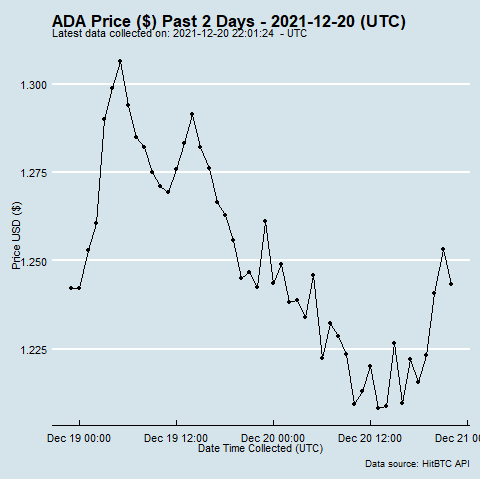 ADA Price ($) Past 2 Days - 2021-12-20 (UTC)
Latest data collected on: 2021-12-20 22:01:24 - UTC
1.300
1.275
1.250
1.225
Price USD ($)
Dec 19 00:00 Dec 19 12:00 Dec 20 00:00 Dec 20 12:00 Dec 21 0
Date Time Collected (UTC)
Data source: HitBTC API